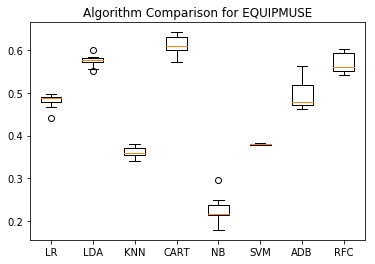 Algorithm Comparison for EQUIPMUSE
0.6
0.5
0.4
0.3
0.2
LR LDA KNN CART NB SVM ADB RFC